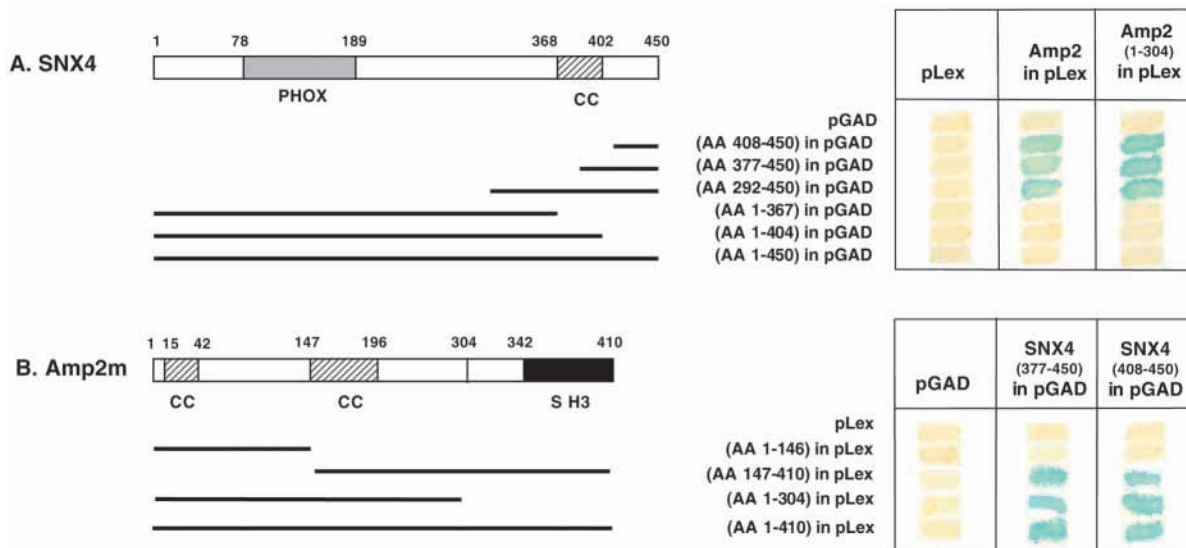 A. SNX4
1 78 189 368 402 450
PHOX CC
pLex
Amp2
in pLex
Amp2
(1-304)
in pLex
pGAD
(AA 408-450) in pGAD
(AA 377-450) in pGAD
(AA 292-450) in pGAD
(AA 1-367) in pGAD
(AA 1-404) in pGAD
(AA 1-450) in pGAD
B. Amp2m
1 15 42 147 196 304 342 410
CC CC S H3
pGAD
SNX4
(377-450)
in pGAD
SNX4
(408-450)
in pGAD
pLex
(AA 1-146) in pLex
(AA 147-410) in pLex
(AA 1-304) in pLex
(AA 1-410) in pLex